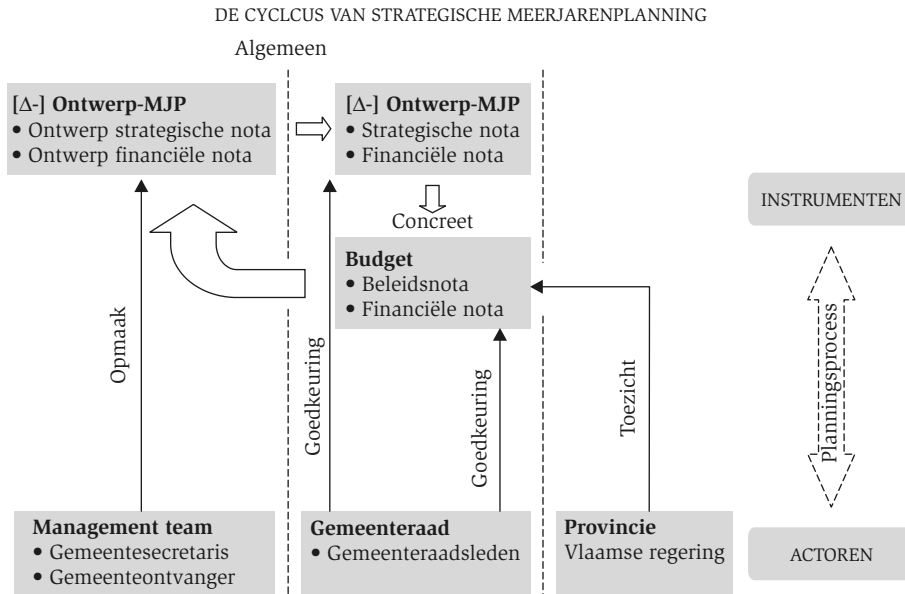 DE CYCLCUS VAN STRATEGISCHE MEERJARENPLANNING
Algemeen
[Δ-] Ontwerp-MJP
• Ontwerp strategische nota
• Ontwerp financiële nota
[Δ-] Ontwerp-MJP
• Strategische nota
• Financiële nota
Concreet
Budget
• Beleidsnota
• Financiële nota
INSTRUMENTEN
Opmaak
Goedkeuring
Goedkeuring
Toezicht
Planningsprocess
Management team
• Gemeentesecretaris
• Gemeenteontvanger
Gemeenteraad
• Gemeenteraadsleden
Provincie
Vlaamse regering
ACTOREN